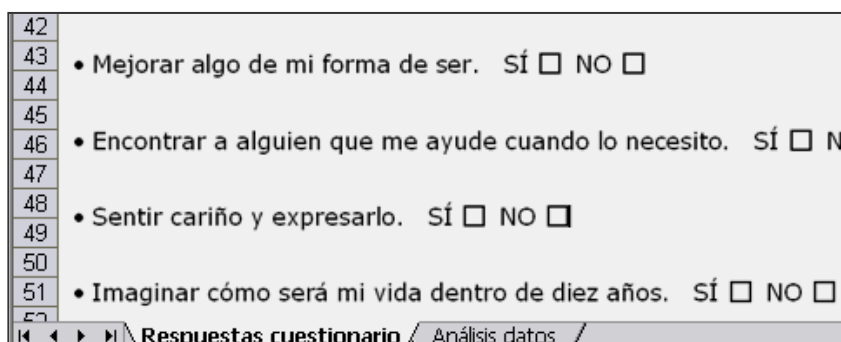 42
43
• Mejorar algo de mi forma de ser. SÍ ☐ NO ☐
44
45
46
• Encontrar a alguien que me ayude cuando lo necesito. SÍ ☐ N
47
48
• Sentir cariño y expresarlo. SÍ ☐ NO ☐
49
50
51
• Imaginar cómo será mi vida dentro de diez años. SÍ ☐ NO ☐
52
Respuestas cuestionario / Análisis datos /